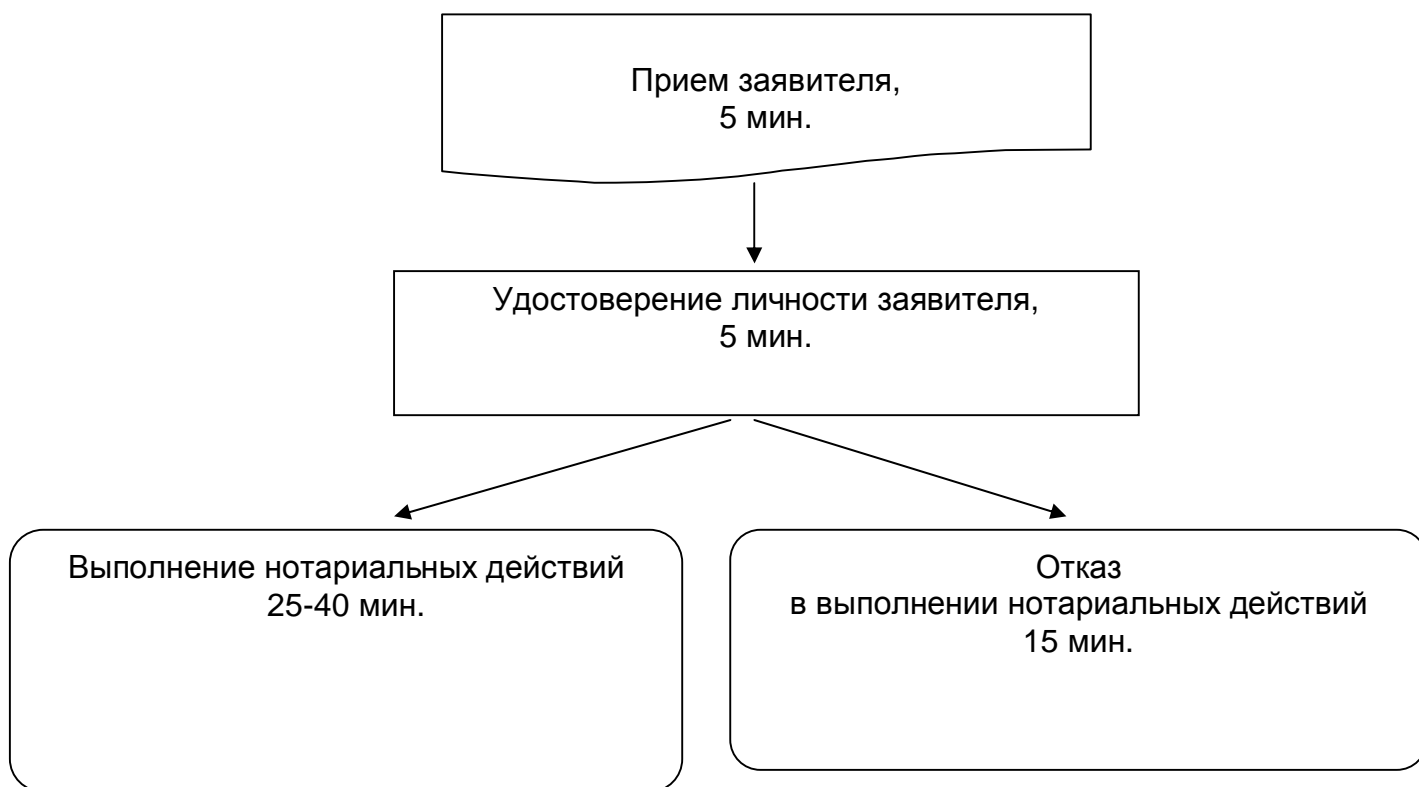 Прием заявителя,
5 мин.
Удостоверение личности заявителя,
5 мин.
Выполнение нотариальных действий
25-40 мин.
Отказ
в выполнении нотариальных действий
15 мин.